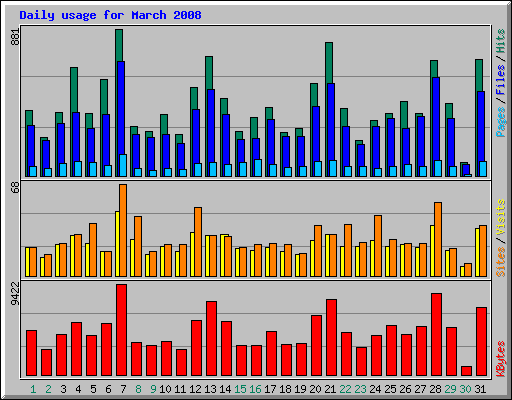 Daily usage for March 2008
881
Pages / Files / Hits
68
Sites / Visits
9422
KBytes
1 2 3 4 5 6 7 8 9 10 11 12 13 14 15 16 17 18 19 20 21 22 23 24 25 26 27 28 29 30 31